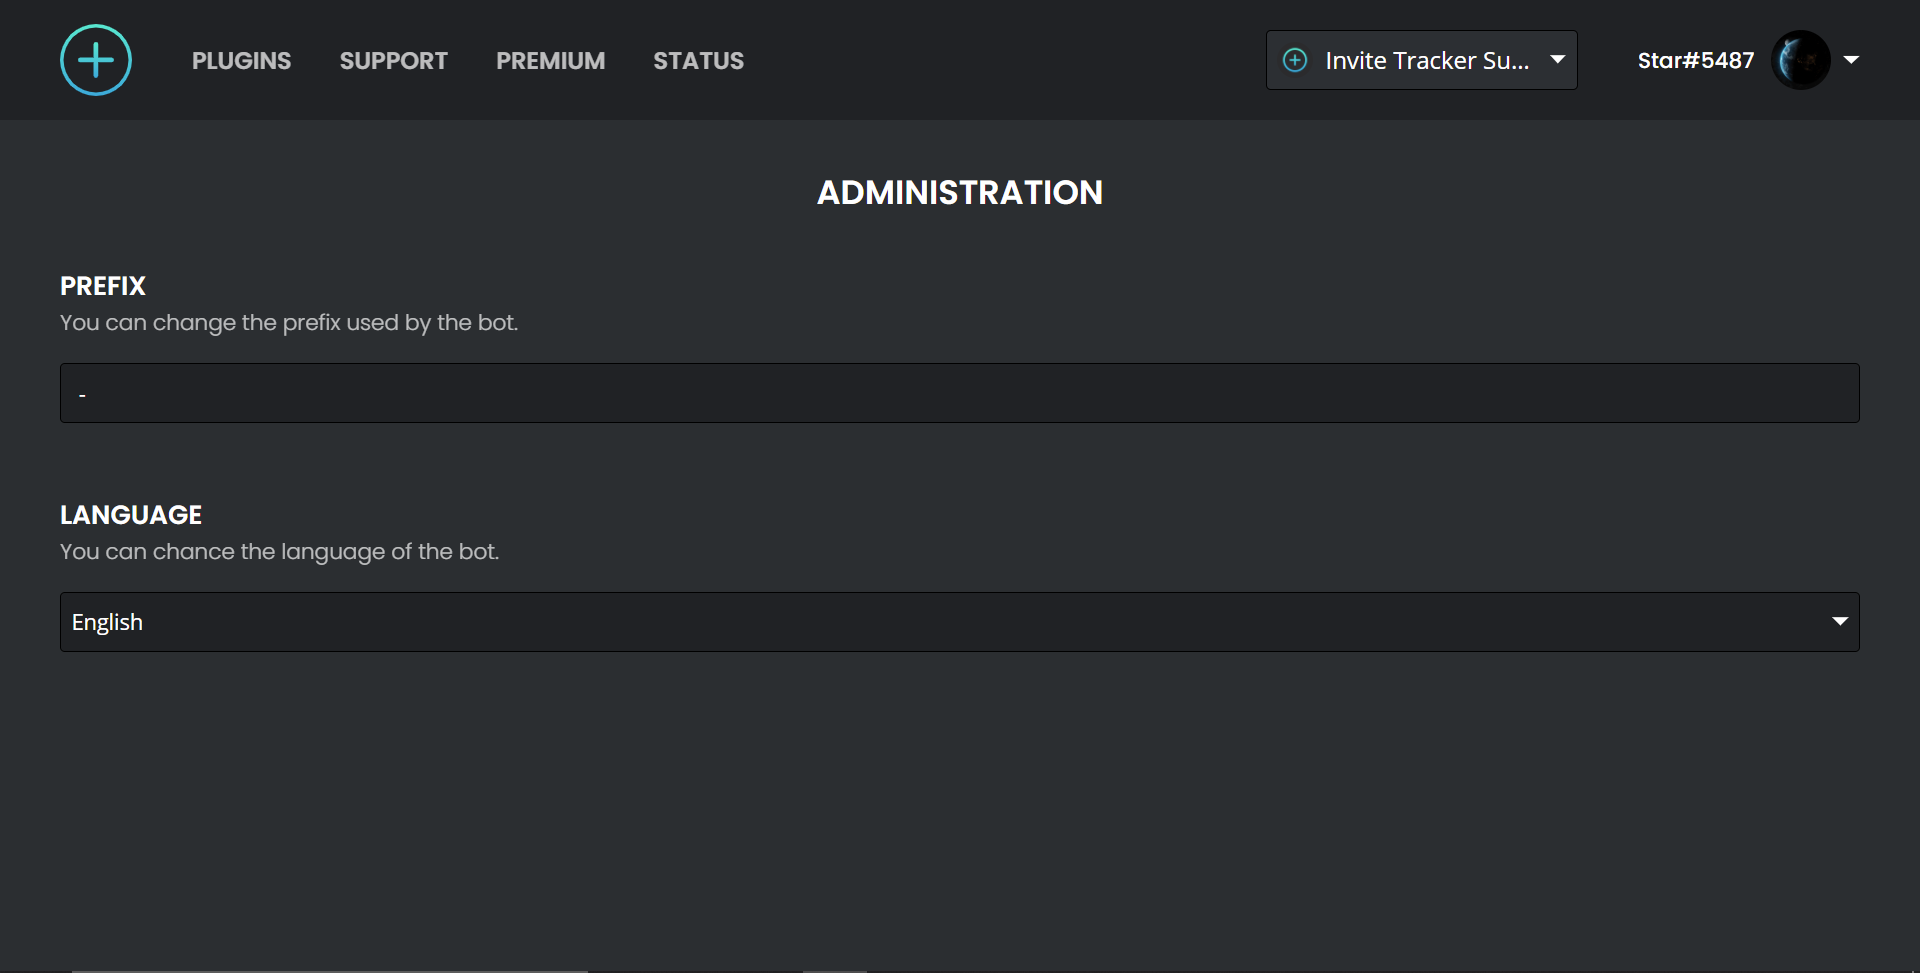 PLUGINS SUPPORT PREMIUM STATUS Invite Tracker Su... Star#5487
ADMINISTRATION
PREFIX
You can change the prefix used by the bot.
-
LANGUAGE
You can chance the language of the bot.
English